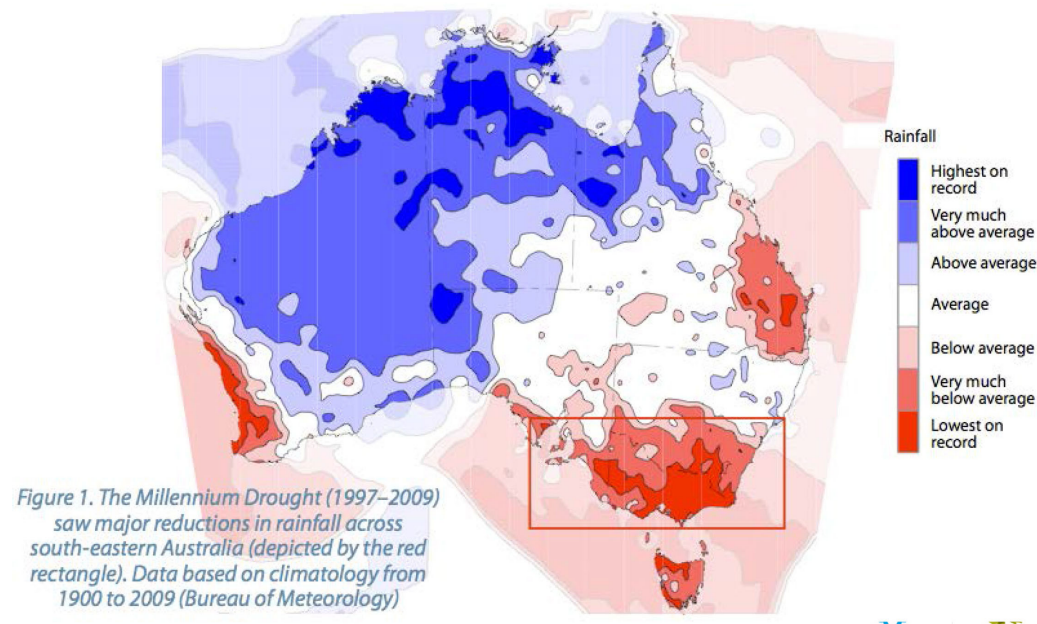 Rainfall
Highest on
record
Very much
above average
Above average
Average
Below average
Very much
below average
Lowest on
record
Figure 1. The Millennium Drought (1997–2009)
saw major reductions in rainfall across
south-eastern Australia (depicted by the red
rectangle). Data based on climatology from
1900 to 2009 (Bureau of Meteorology)